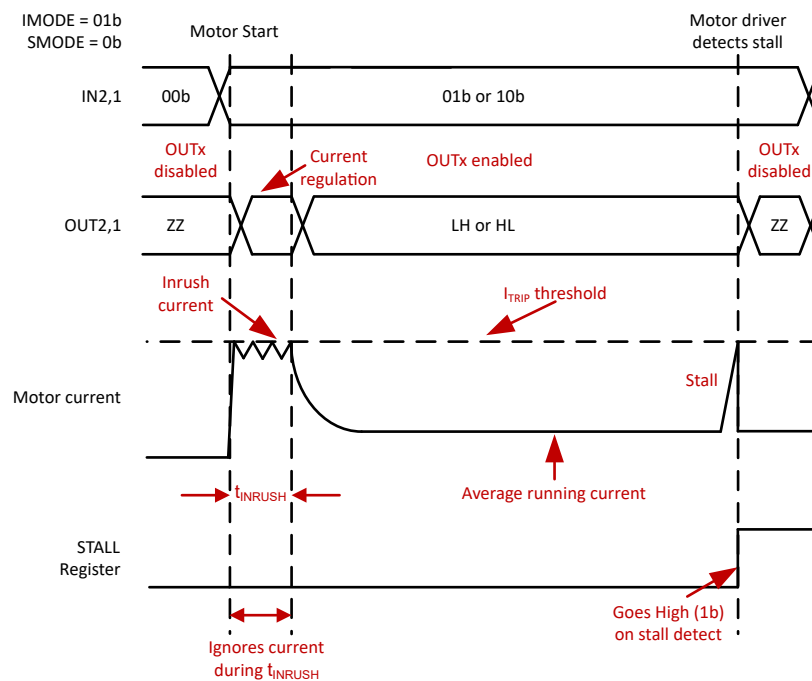 IMODE = 01b
SMODE = 0b
Motor Start
Motor driver
detects stall
IN2,1
00b
01b or 10b
OUTx
disabled
Current
regulation
OUTx enabled
OUTx
disabled
OUT2,1
ZZ
LH or HL
ZZ
Inrush
current
ITRIP threshold
Motor current
Stall
tINRUSH
Average running current
STALL
Register
Goes High (1b)
on stall detect
Ignores current
during tINRUSH